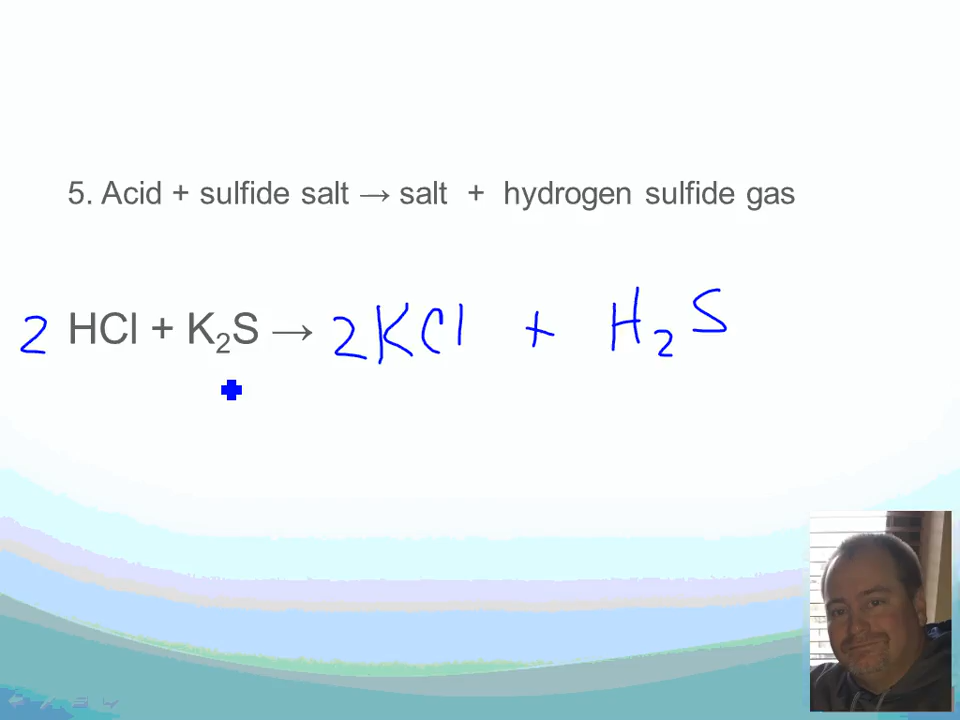 5. Acid + sulfide salt → salt + hydrogen sulfide gas
2 HCl + K₂S → 2KCl + H₂S